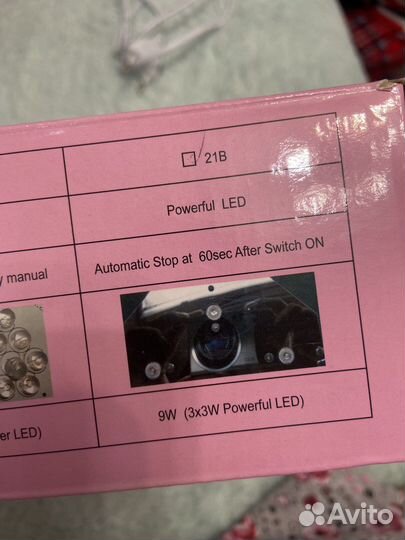 ☐ 21B
Powerful LED
y manual
Automatic Stop at 60sec After Switch ON
er LED)
9W (3x3W Powerful LED)
Avito